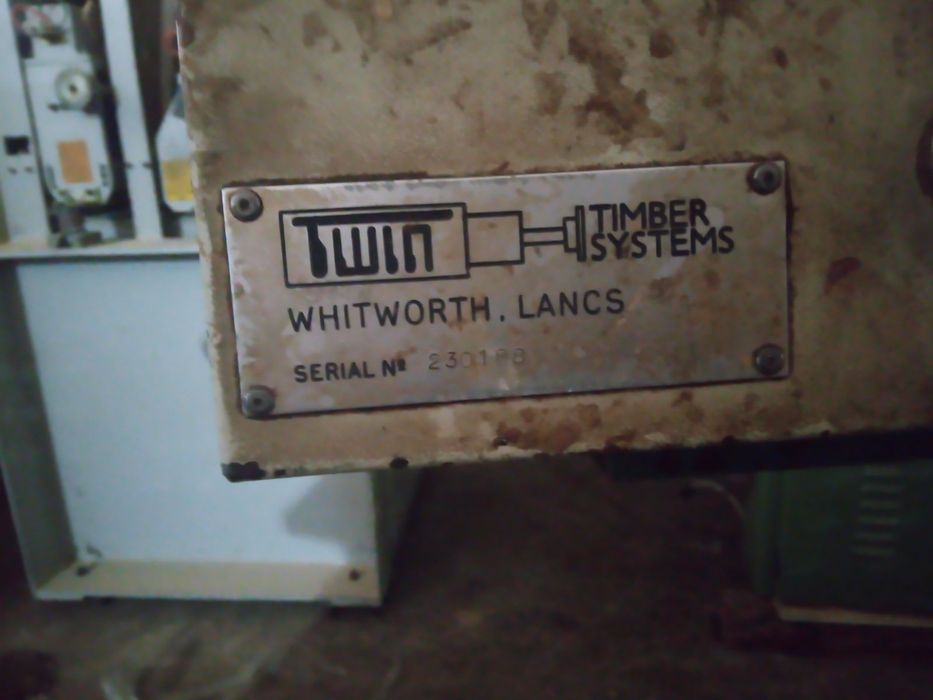 TWIN TIMBER
SYSTEMS
WHITWORTH. LANCS
SERIAL Nº